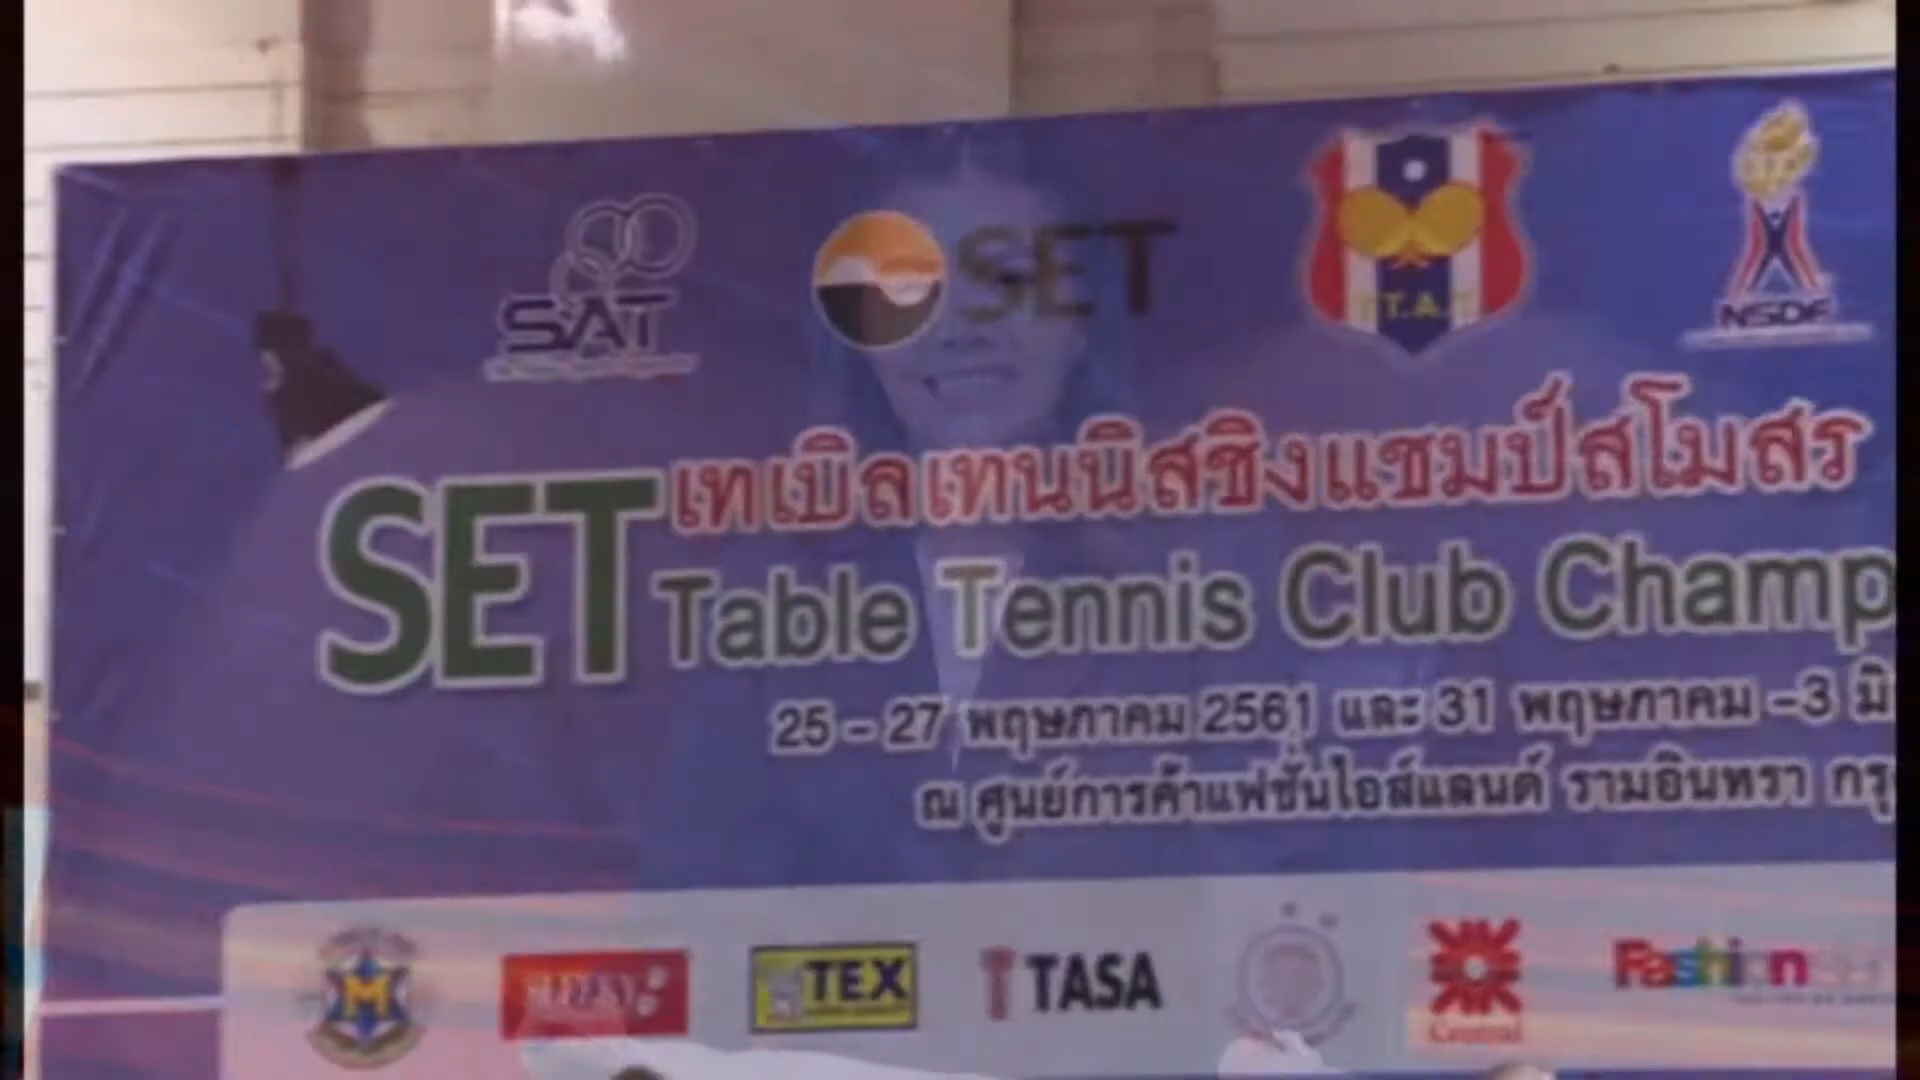 SAT
SET
T.T.A.T
NSDF
SET
เทเบิลเทนนิสชิงแชมป์สโมสร
Table Tennis Club Champ
25 - 27 พฤษภาคม 2561 และ 31 พฤษภาคม -3 มิ
ณ ศูนย์การค้าแฟชั่นไอส์แลนด์ รามอินทรา กรุ
M
TEX
TASA
Central
Fashion